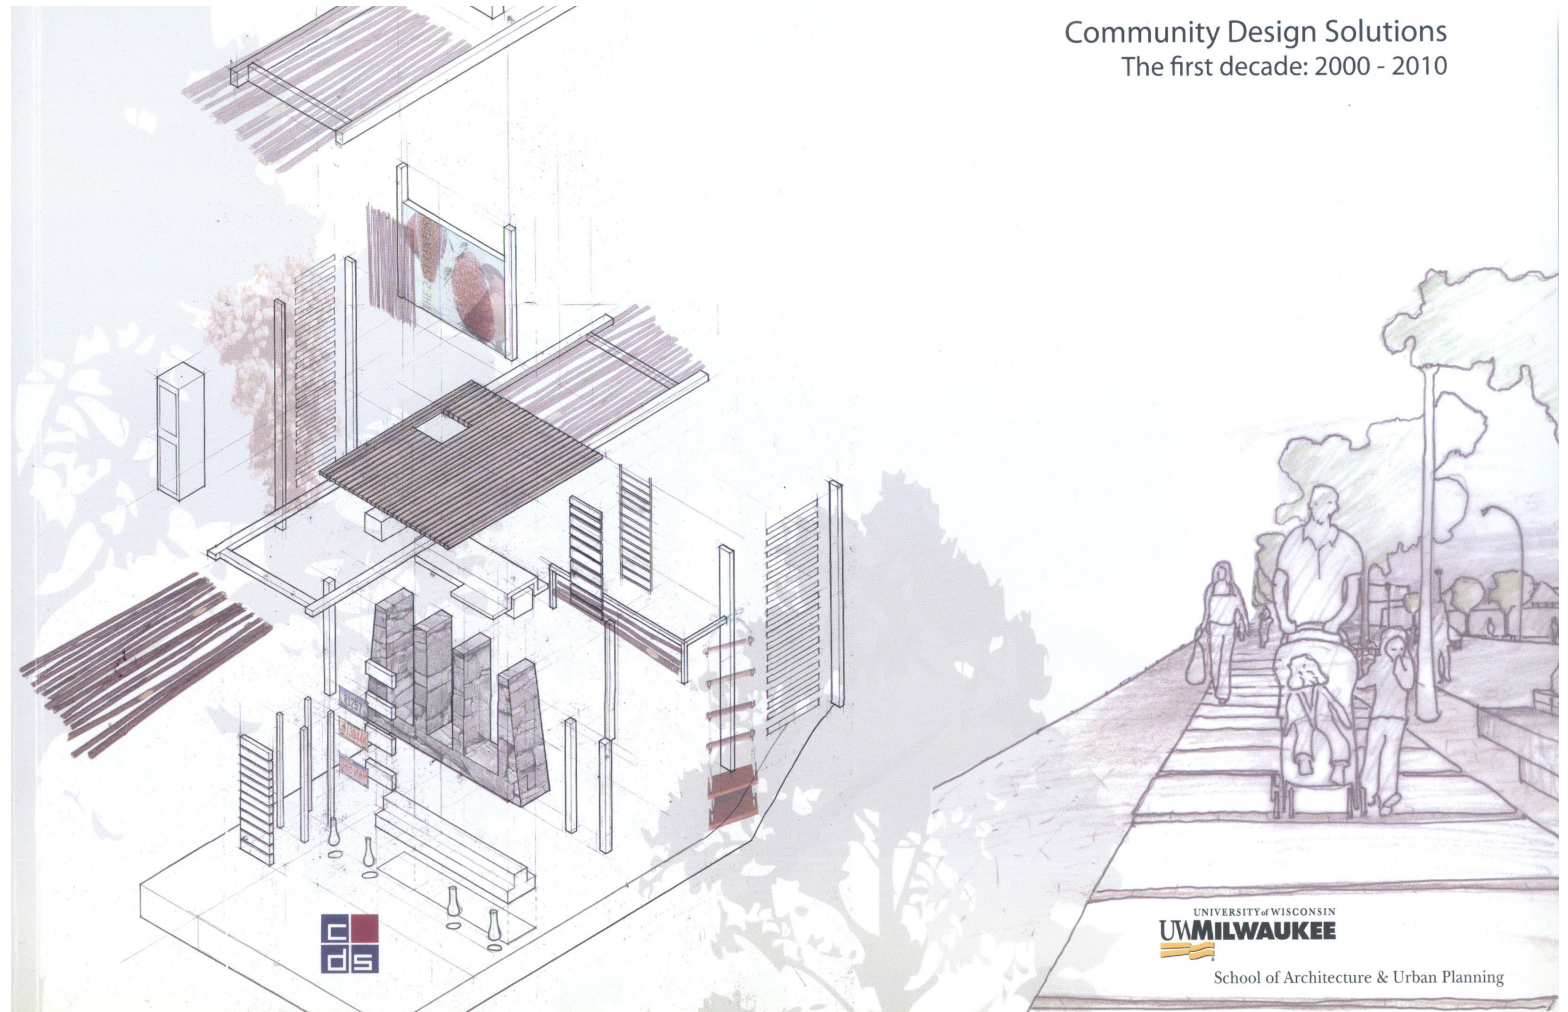 Community Design Solutions
The first decade: 2000 - 2010
c
ds
UNIVERSITY of WISCONSIN
UWMILWAUKEE
School of Architecture & Urban Planning